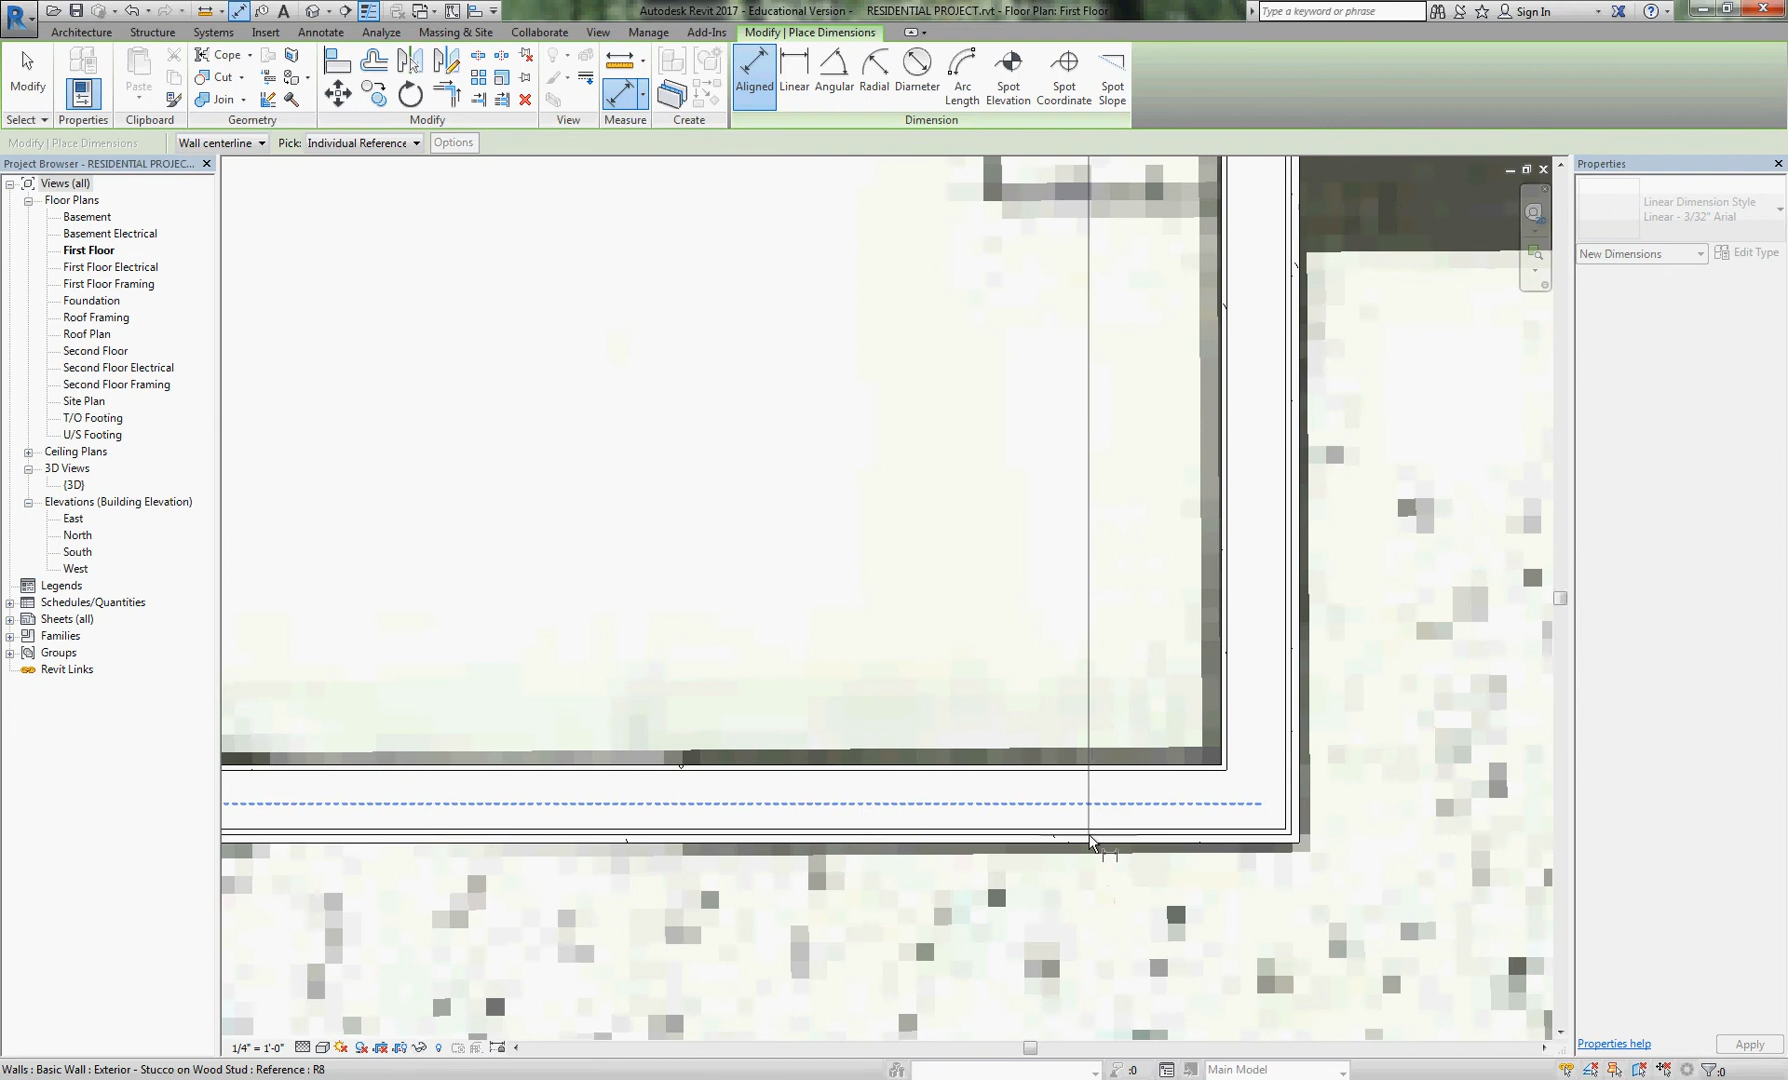 Autodesk Revit 2017 - Educational Version - RESIDENTIAL PROJECT.rvt - Floor Plan: First Floor
Type a keyword or phrase
Sign In
Architecture
Structure
Systems
Insert
Annotate
Analyze
Massing & Site
Collaborate
View
Manage
Add-Ins
Modify | Place Dimensions
Modify
Paste
Cope
Cut
Join
Aligned
Linear
Angular
Radial
Diameter
Arc Length
Spot Elevation
Spot Coordinate
Spot Slope
Select
Properties
Clipboard
Geometry
Modify
View
Measure
Create
Dimension
Modify | Place Dimensions
Wall centerline
Pick:
Individual Reference
Options
Project Browser - RESIDENTIAL PROJEC...
Views (all)
Floor Plans
Basement
Basement Electrical
First Floor
First Floor Electrical
First Floor Framing
Foundation
Roof Framing
Roof Plan
Second Floor
Second Floor Electrical
Second Floor Framing
Site Plan
T/O Footing
U/S Footing
Ceiling Plans
3D Views
{3D}
Elevations (Building Elevation)
East
North
South
West
Legends
Schedules/Quantities
Sheets (all)
Families
Groups
Revit Links
Properties
Linear Dimension Style
Linear - 3/32" Arial
New Dimensions
Edit Type
Properties help
Apply
1/4" = 1'-0"
Walls : Basic Wall : Exterior - Stucco on Wood Stud : Reference : R8
:0
Main Model
:0